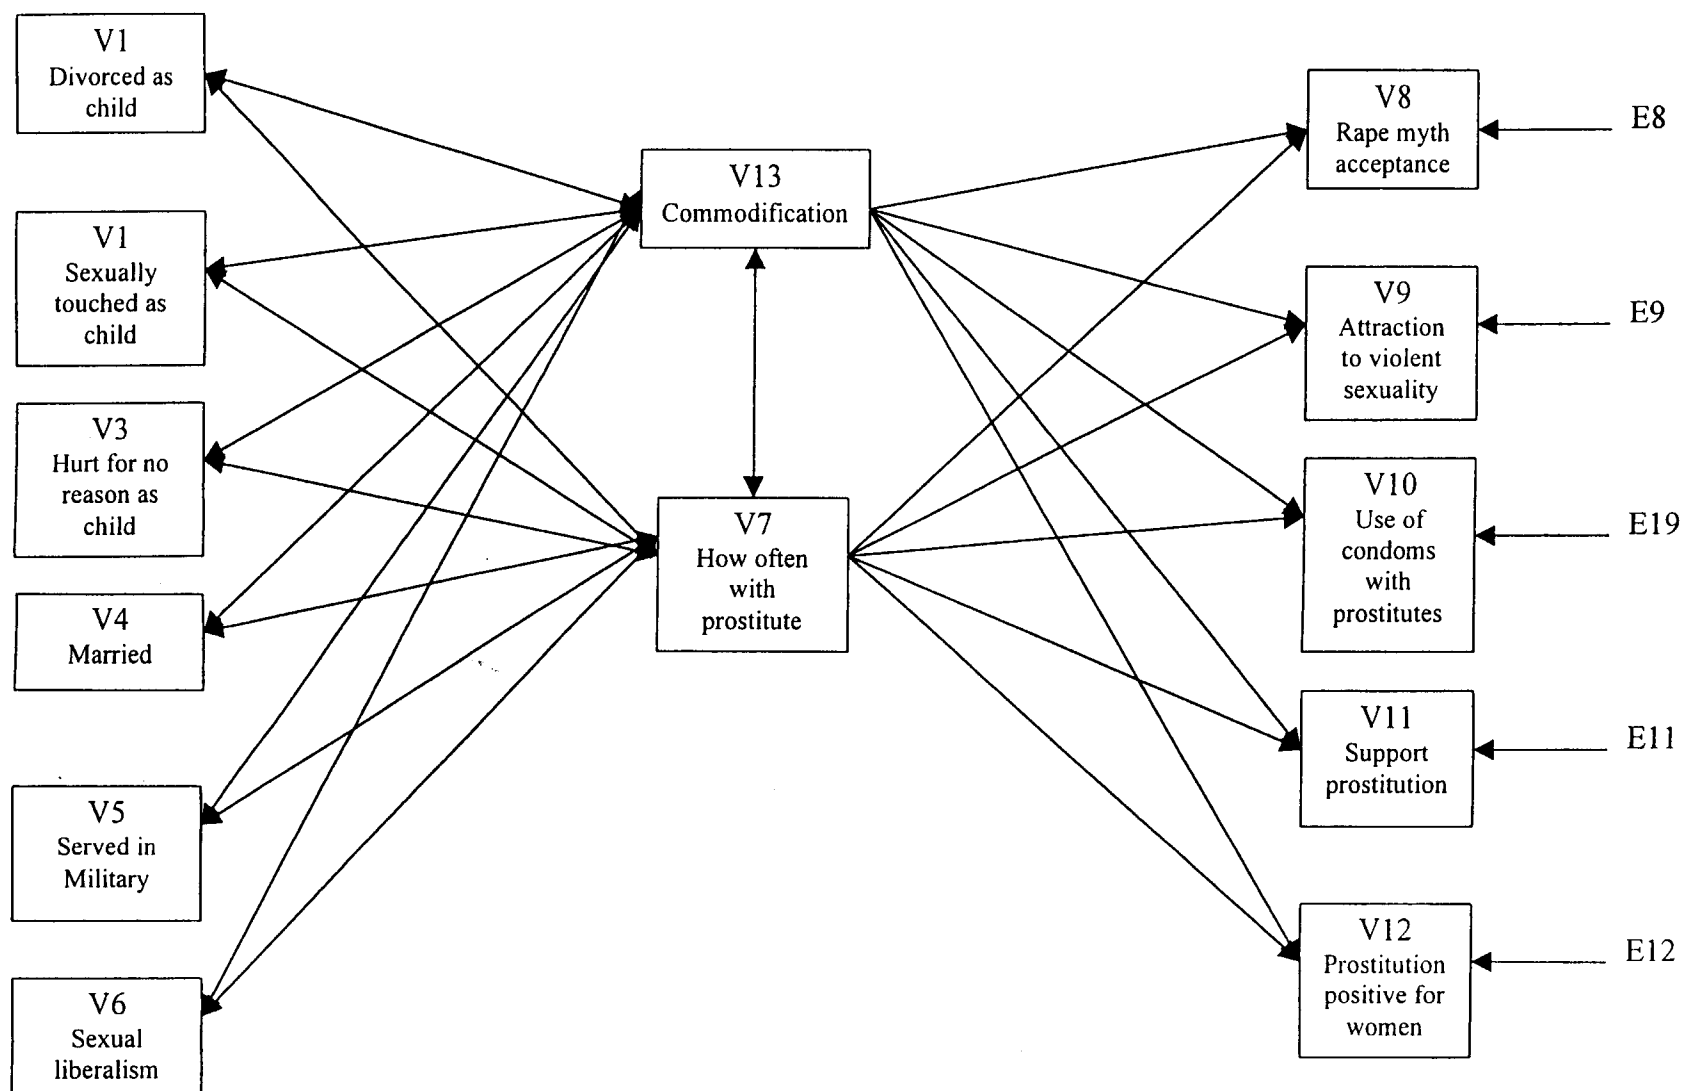 V1
Divorced as
child
V1
Sexually
touched as
child
V3
Hurt for no
reason as
child
V4
Married
V5
Served in
Military
V6
Sexual
liberalism
V13
Commodification
V7
How often
with
prostitute
V8
Rape myth
acceptance
E8
V9
Attraction
to violent
sexuality
E9
V10
Use of
condoms
with
prostitutes
E19
V11
Support
prostitution
E11
V12
Prostitution
positive for
women
E12